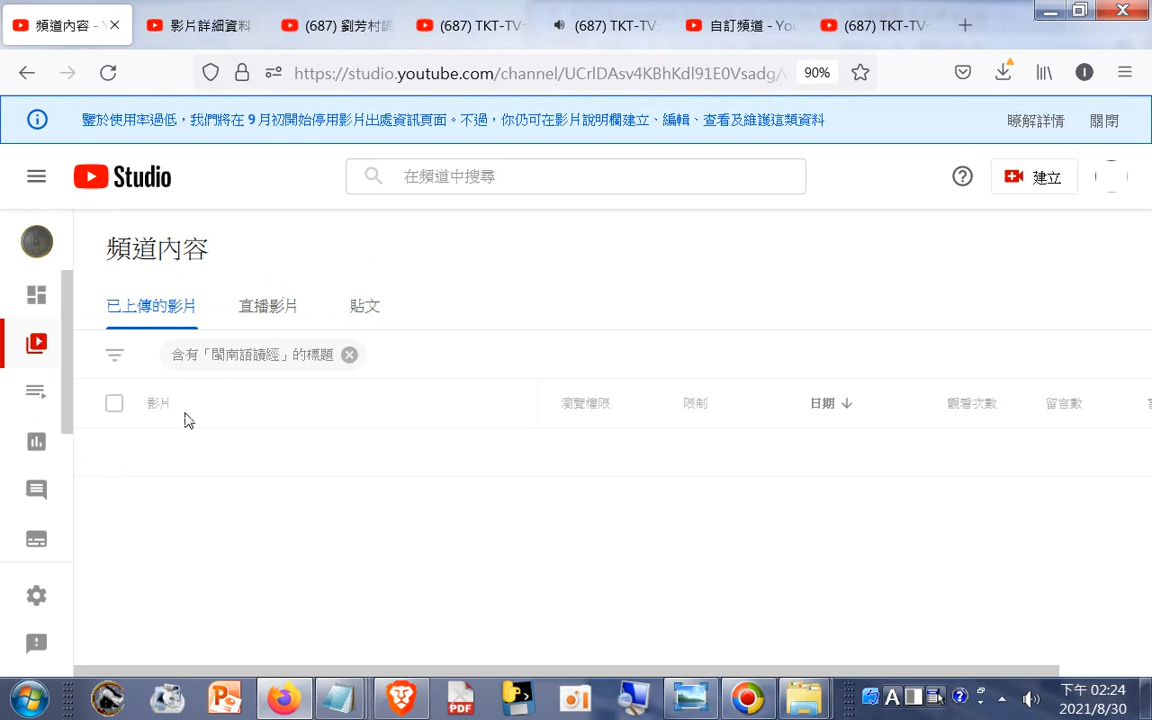 頻道內容 - Y
影片詳細資料
(687) 劉芳村講
(687) TKT-TV-
(687) TKT-TV-
自訂頻道 - You
(687) TKT-TV-
https://studio.youtube.com/channel/UCrlDAsv4KBhKdl91E0Vsadg/v
90%
鑒於使用率過低，我們將在 9 月初開始停用影片出處資訊頁面。不過，你仍可在影片說明欄建立、編輯、查看及維護這類資料
瞭解詳情
關閉
Studio
在頻道中搜尋
建立
頻道內容
已上傳的影片
直播影片
貼文
含有「閩南語讀經」的標題
影片
瀏覽權限
限制
日期
觀看次數
留言數
PDF
A
下午 02:24
2021/8/30